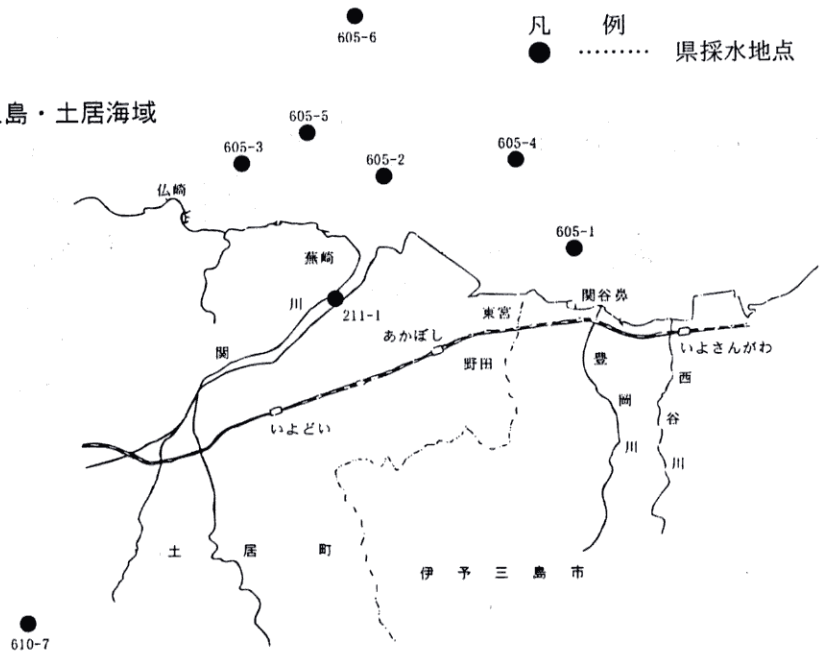 605-6
凡 例
● ……… 県採水地点
島・土居海域
605-5
605-3
605-4
605-2
仏崎
605-1
蕪崎
関谷鼻
川
211-1
東宮
あかぼし
関
野田
豊
いよさんがわ
西
いよどい
岡
谷
川
川
土 居 町
伊 予 三 島 市
610-7